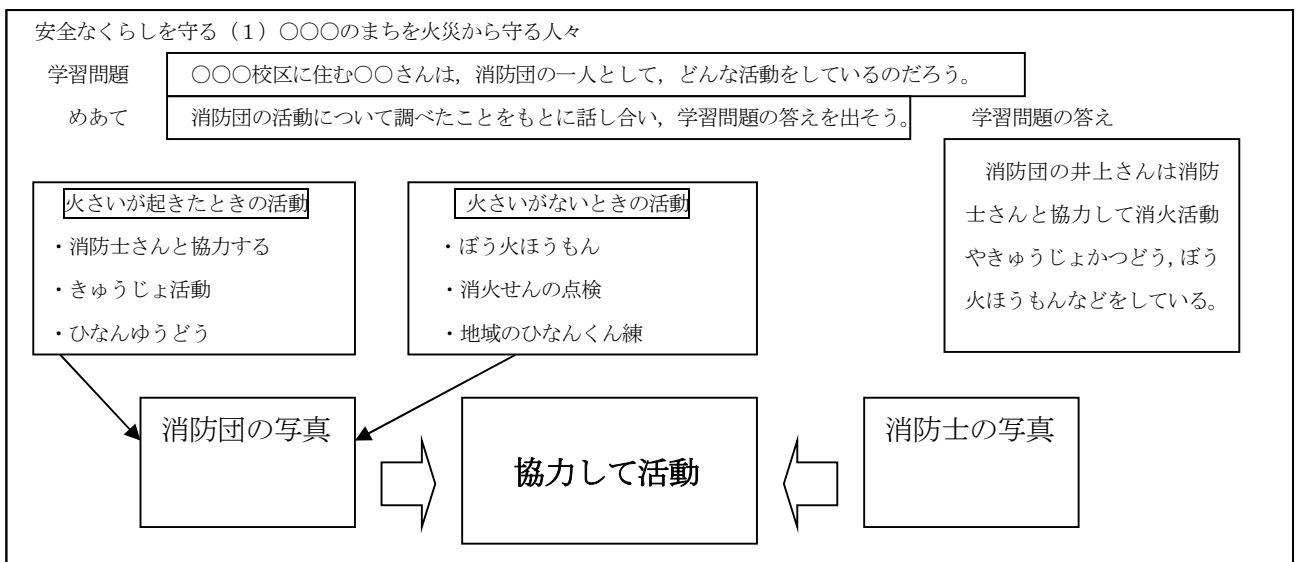 安全なくらしを守る（１）〇〇〇のまちを火災から守る人々
学習問題
〇〇〇校区に住む〇〇さんは，消防団の一人として，どんな活動をしているのだろう。
めあて
消防団の活動について調べたことをもとに話し合い，学習問題の答えを出そう。
学習問題の答え
消防団の井上さんは消防
士さんと協力して消火活動
やきゅうじょかつどう，ぼう
火ほうもんなどをしている。
火さいが起きたときの活動
・消防士さんと協力する
・きゅうじょ活動
・ひなんゆうどう
火さいがないときの活動
・ぼう火ほうもん
・消火せんの点検
・地域のひなんくん練
消防団の写真
協力して活動
消防士の写真